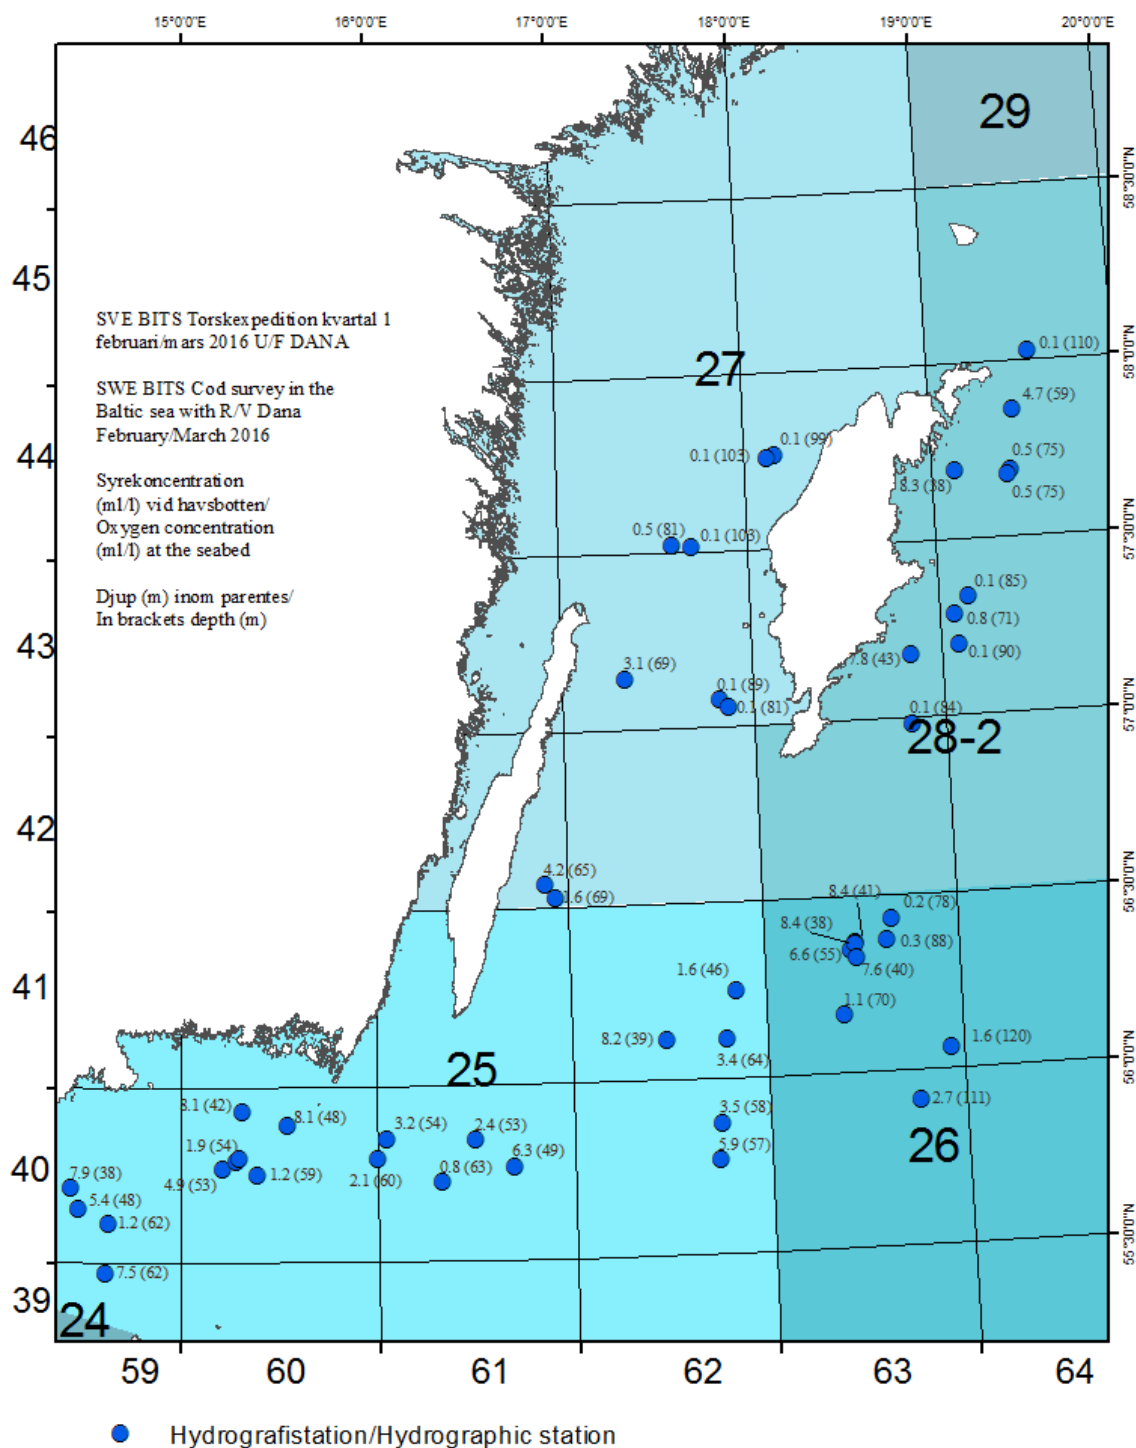 15°0'0"E 16°0'0"E 17°0'0"E 18°0'0"E 19°0'0"E 20°0'0"E
29
46
58°30'0"N
45
SVE BITS Torskexpedition kvartal 1
februari/mars 2016 U/F DANA
SWE BITS Cod survey in the
Baltic sea with R/V Dana
February/March 2016
Syrekoncentration
(ml/l) vid havsbotten/
Oxygen concentration
(ml/l) at the seabed
Djup (m) inom parentes/
In brackets depth (m)
27
0.1 (110)
58°0'0"N
4.7 (59)
44
0.1 (99)
0.1 (103)
0.5 (75)
8.3 (38)
0.5 (75)
57°30'0"N
0.5 (81)
0.1 (103)
0.1 (85)
0.8 (71)
43
0.1 (90)
7.8 (43)
3.1 (69)
0.1 (89)
0.1 (81)
0.1 (84)
57°0'0"N
28-2
42
4.2 (65)
1.6 (69)
56°30'0"N
8.4 (41)
0.2 (78)
8.4 (38)
0.3 (88)
6.6 (55)
7.6 (40)
41
1.6 (46)
1.1 (70)
8.2 (39)
3.4 (64)
1.6 (120)
56°0'0"N
25
2.7 (111)
8.1 (42)
8.1 (48)
3.2 (54)
2.4 (53)
3.5 (58)
26
1.9 (54)
6.3 (49)
5.9 (57)
40
7.9 (38)
4.9 (53)
1.2 (59)
2.1 (60)
0.8 (63)
5.4 (48)
1.2 (62)
55°30'0"N
7.5 (62)
39
24
59 60 61 62 63 64
Hydrografistation/Hydrographic station